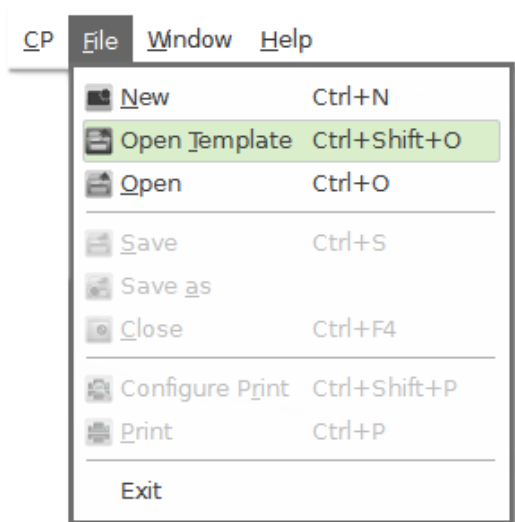 CP File Window Help
New Ctrl+N
Open Template Ctrl+Shift+O
Open Ctrl+O
Save Ctrl+S
Save as
Close Ctrl+F4
Configure Print Ctrl+Shift+P
Print Ctrl+P
Exit